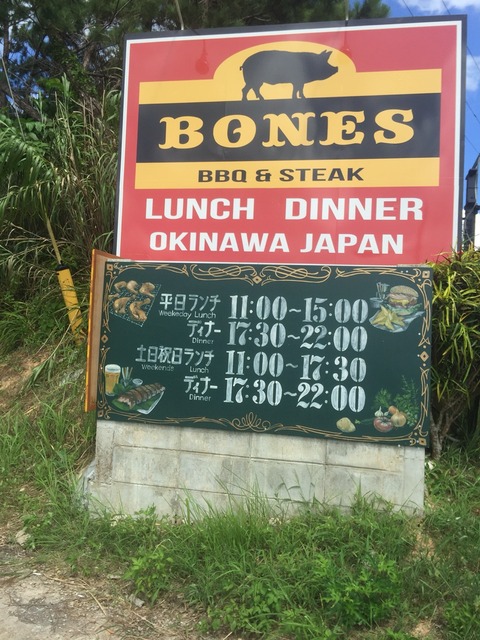 BONES
BBQ & STEAK
LUNCH DINNER
OKINAWA JAPAN
平日ランチ 11:00~15:00
Weekeday Lunch
ディナー 17:30~22:00
Dinner
土日祝日ランチ 11:00~17:30
Weekends Lunch
ディナー 17:30~22:00
Dinner